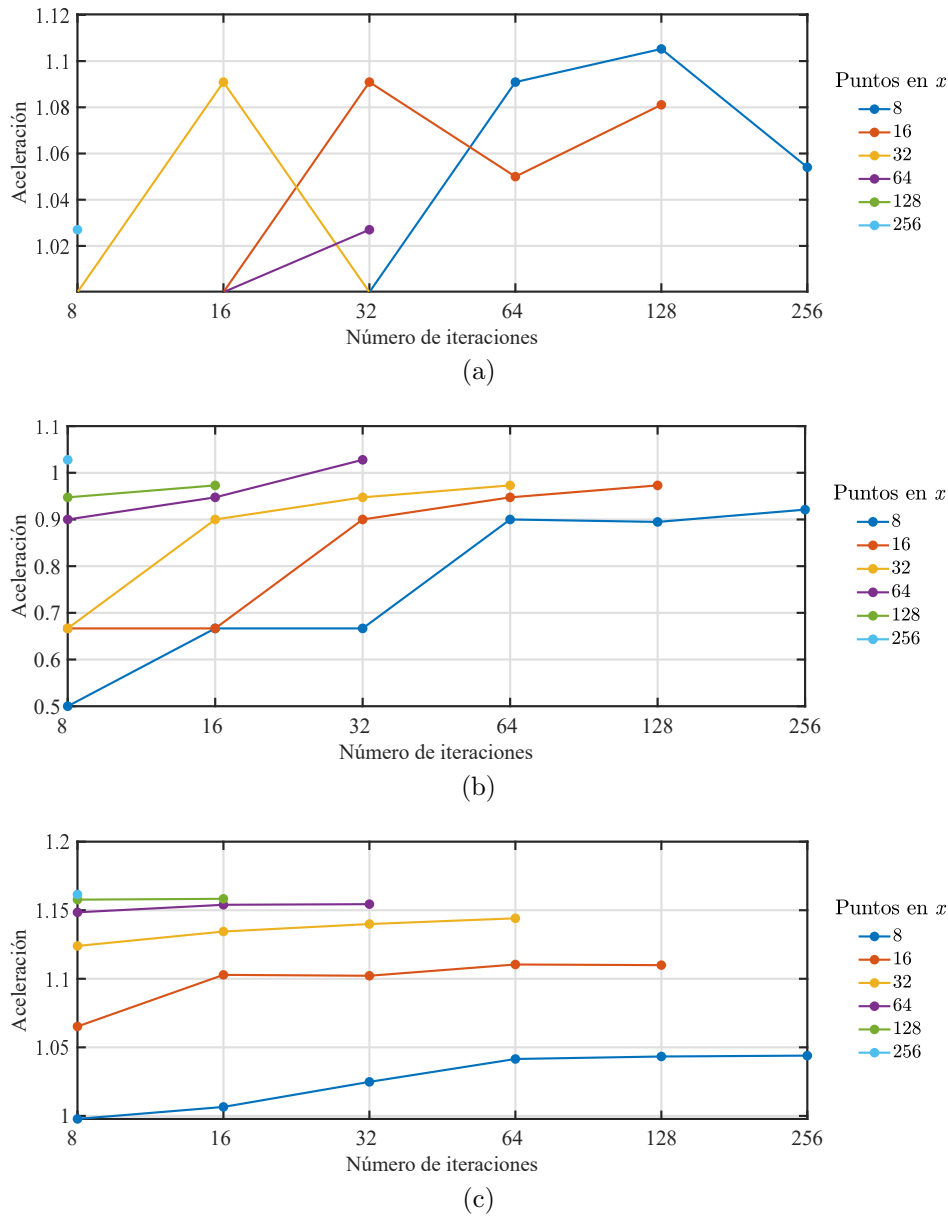 1.12
1.1
1.08
1.06
1.04
1.02
Aceleración
8 16 32 64 128 256
Número de iteraciones
Puntos en x
8
16
32
64
128
256
(a)
1.1
1
0.9
0.8
0.7
0.6
0.5
Aceleración
8 16 32 64 128 256
Número de iteraciones
Puntos en x
8
16
32
64
128
256
(b)
1.2
1.15
1.1
1.05
1
Aceleración
8 16 32 64 128 256
Número de iteraciones
Puntos en x
8
16
32
64
128
256
(c)